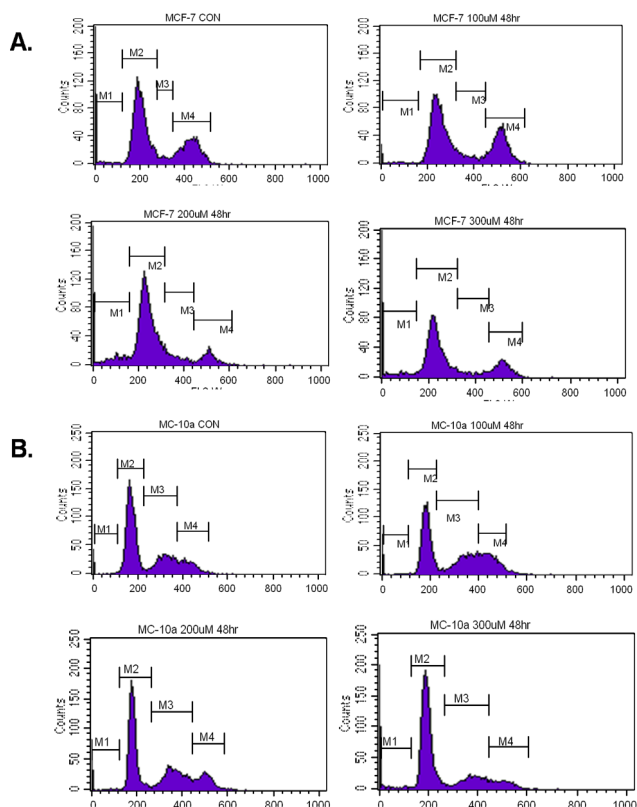 A.
MCF-7 CON
Counts
0 40 80 120 160 200
M1 M2 M3 M4
0 200 400 600 800 1000
MCF-7 100uM 48hr
Counts
0 40 80 120 160 200
M1 M2 M3 M4
0 200 400 600 800 1000
MCF-7 200uM 48hr
Counts
0 40 80 120 160 200
M1 M2 M3 M4
0 200 400 600 800 1000
MCF-7 300uM 48hr
Counts
0 40 80 120 160 200
M1 M2 M3 M4
0 200 400 600 800 1000
B.
MC-10a CON
Counts
0 50 100 150 200 250
M1 M2 M3 M4
0 200 400 600 800 1000
MC-10a 100uM 48hr
Counts
0 50 100 150 200 250
M1 M2 M3 M4
0 200 400 600 800 1000
MC-10a 200uM 48hr
Counts
0 50 100 150 200 250
M1 M2 M3 M4
0 200 400 600 800 1000
MC-10a 300uM 48hr
Counts
0 50 100 150 200 250
M1 M2 M3 M4
0 200 400 600 800 1000